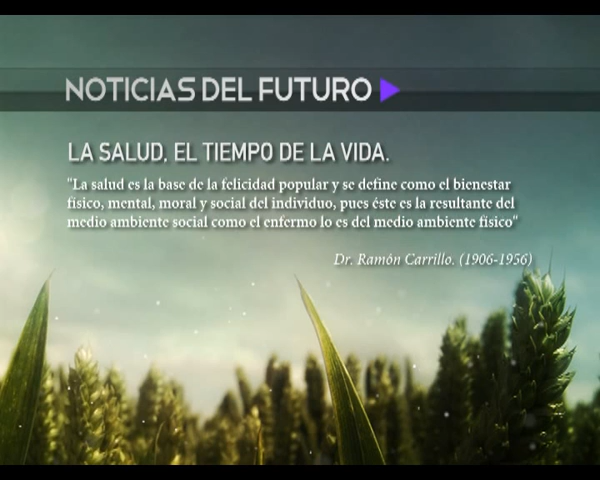 NOTICIAS DEL FUTURO
LA SALUD, EL TIEMPO DE LA VIDA.
"La salud es la base de la felicidad popular y se define como el bienestar
físico, mental, moral y social del individuo, pues éste es la resultante del
medio ambiente social como el enfermo lo es del medio ambiente físico"
Dr. Ramón Carrillo. (1906-1956)